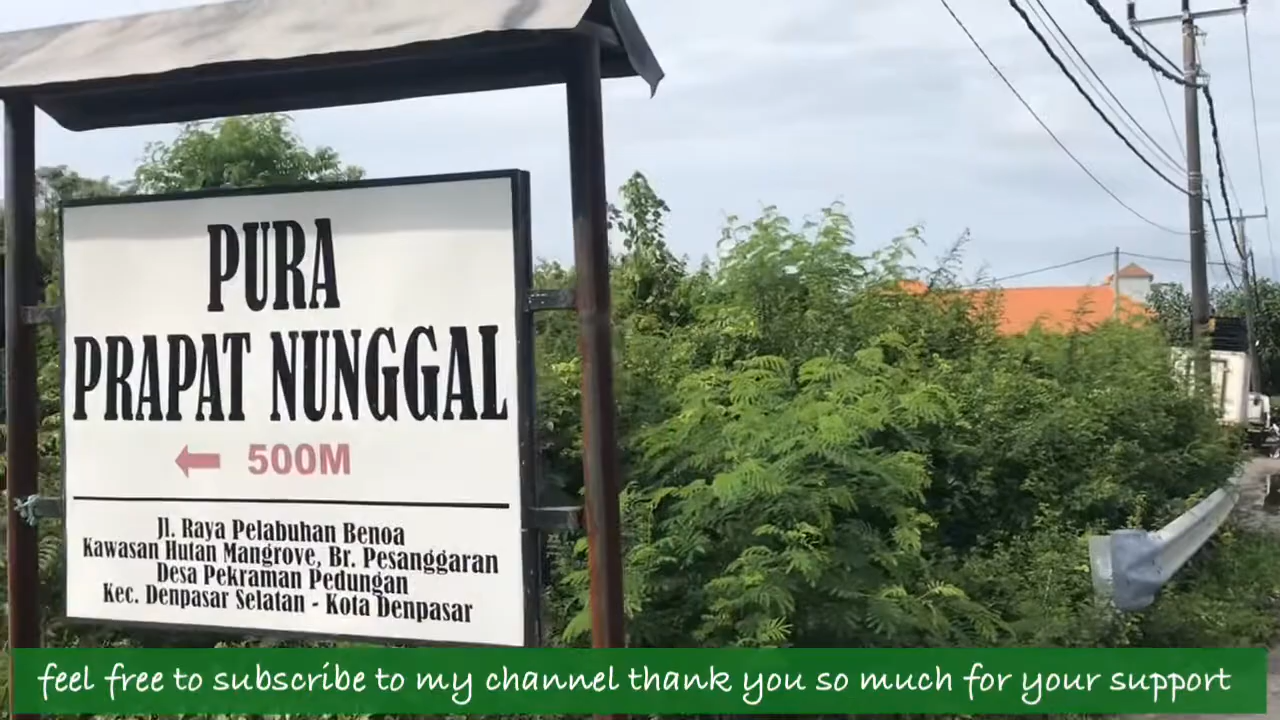 PURA
PRAPAT NUNGGAL
500M
Jl. Raya Pelabuhan Benoa
Kawasan Hutan Mangrove, Br. Pesanggaran
Desa Pekraman Pedungan
Kec. Denpasar Selatan - Kota Denpasar
feel free to subscribe to my channel thank you so much for your support